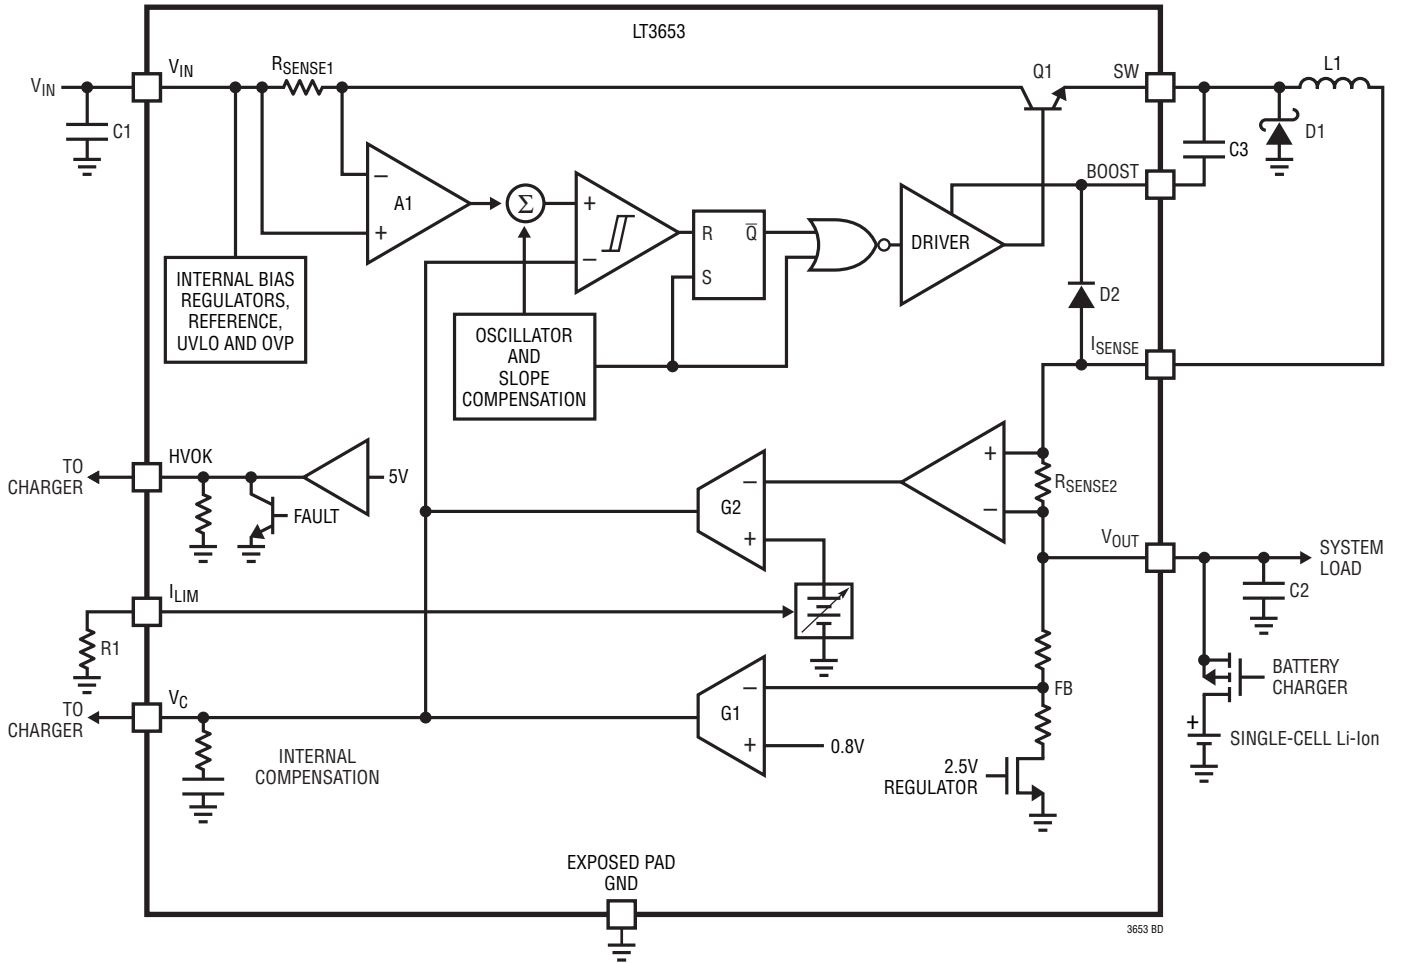 LT3653
VIN
VIN
RSENSE1
Q1
SW
L1
C1
A1
−
+
Σ
+
−
R
Q̅
S
DRIVER
BOOST
C3
D1
D2
ISENSE
INTERNAL BIAS
REGULATORS,
REFERENCE,
UVLO AND OVP
OSCILLATOR
AND
SLOPE
COMPENSATION
TO
CHARGER
HVOK
5V
FAULT
G2
−
+
+
−
RSENSE2
VOUT
SYSTEM
LOAD
C2
ILIM
R1
BATTERY
CHARGER
+
SINGLE-CELL Li-Ion
TO
CHARGER
VC
INTERNAL
COMPENSATION
G1
−
+
0.8V
FB
2.5V
REGULATOR
EXPOSED PAD
GND
3653 BD